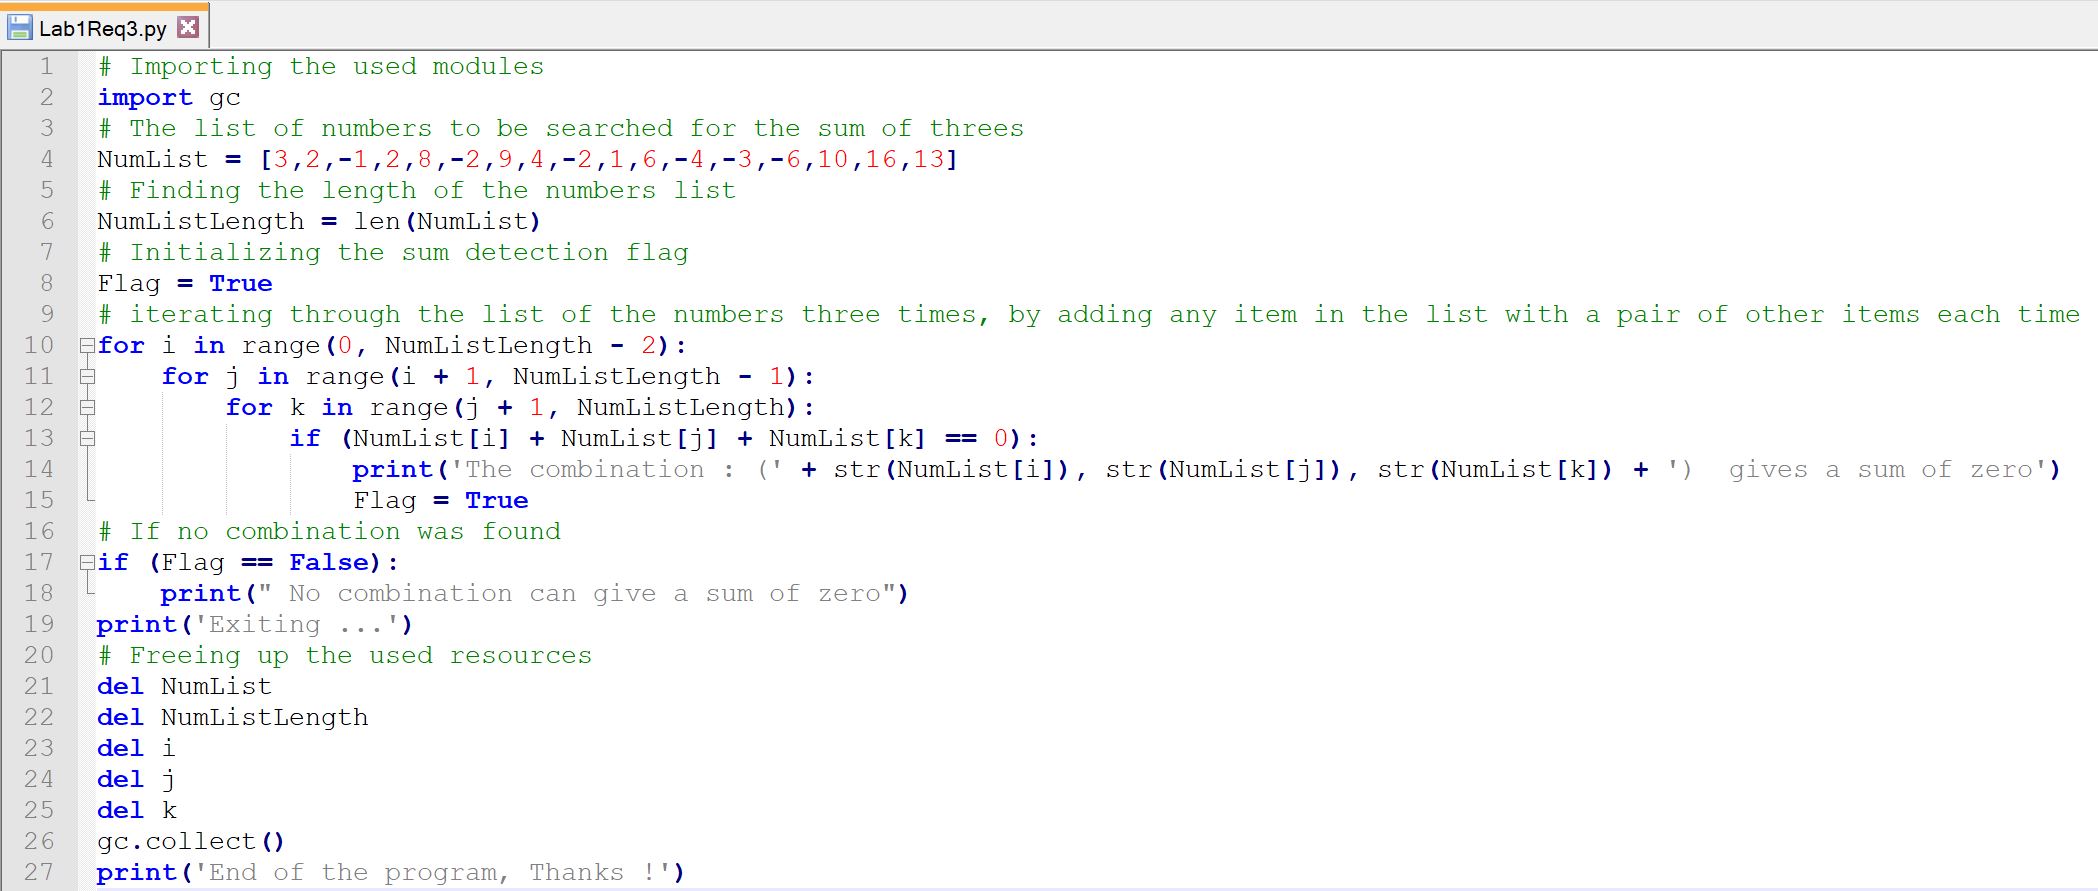 Lab1Req3.py
1 # Importing the used modules
2 import gc
3 # The list of numbers to be searched for the sum of threes
4 NumList = [3,2,-1,2,8,-2,9,4,-2,1,6,-4,-3,-6,10,16,13]
5 # Finding the length of the numbers list
6 NumListLength = len(NumList)
7 # Initializing the sum detection flag
8 Flag = True
9 # iterating through the list of the numbers three times, by adding any item in the list with a pair of other items each time
10 for i in range(0, NumListLength - 2):
11     for j in range(i + 1, NumListLength - 1):
12         for k in range(j + 1, NumListLength):
13             if (NumList[i] + NumList[j] + NumList[k] == 0):
14                 print('The combination : (' + str(NumList[i]), str(NumList[j]), str(NumList[k]) + ')  gives a sum of zero')
15                 Flag = True
16 # If no combination was found
17 if (Flag == False):
18     print(" No combination can give a sum of zero")
19 print('Exiting ...')
20 # Freeing up the used resources
21 del NumList
22 del NumListLength
23 del i
24 del j
25 del k
26 gc.collect()
27 print('End of the program, Thanks !')